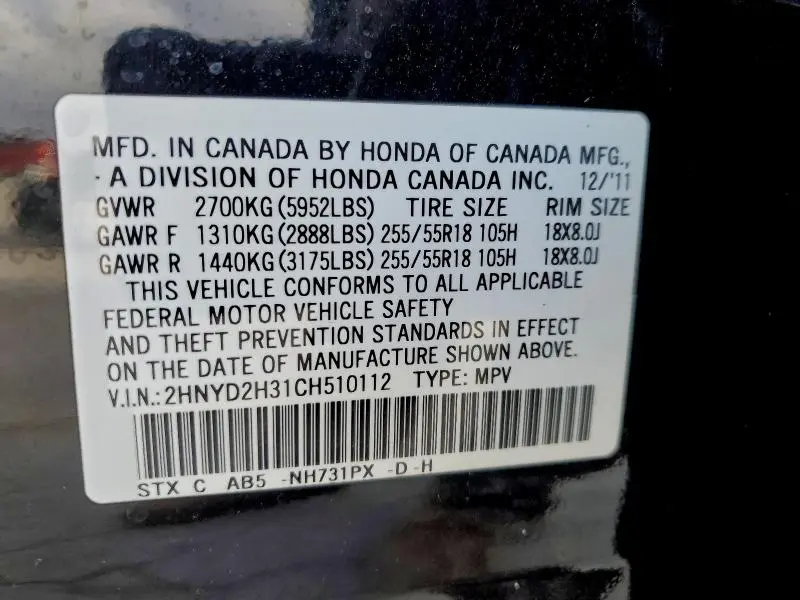 MFD. IN CANADA BY HONDA OF CANADA MFG.,
A DIVISION OF HONDA CANADA INC. 12/'11
GVWR 2700KG(5952LBS) TIRE SIZE RIM SIZE
GAWR F 1310KG(2888LBS) 255/55R18 105H 18X8.0J
GAWR R 1440KG(3175LBS) 255/55R18 105H 18X8.0J
THIS VEHICLE CONFORMS TO ALL APPLICABLE
FEDERAL MOTOR VEHICLE SAFETY
AND THEFT PREVENTION STANDARDS IN EFFECT
ON THE DATE OF MANUFACTURE SHOWN ABOVE.
V.I.N.:2HNYD2H31CH510112 TYPE: MPV
STX C AB5 -NH731PX -D -H